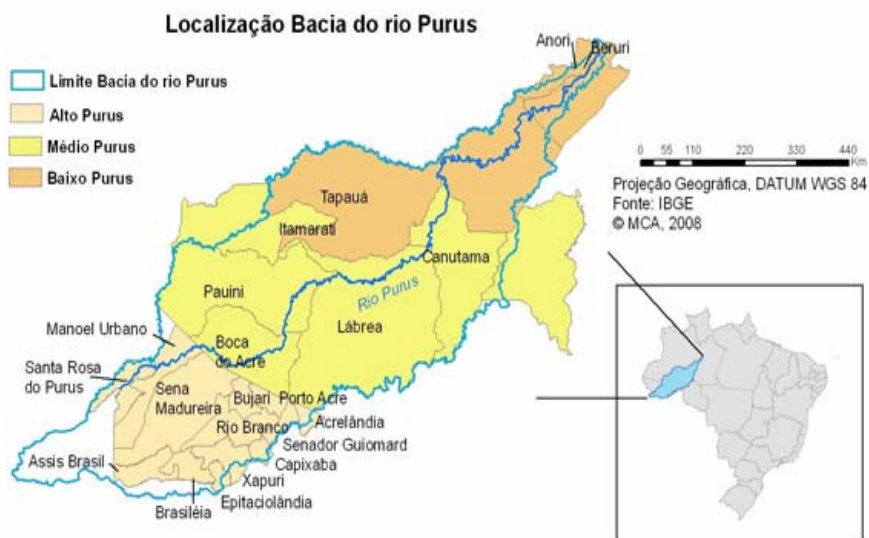 Localização Bacia do rio Purus
Limite Bacia do rio Purus
Alto Purus
Médio Purus
Baixo Purus
Anori
Beruri
0 55 110 220 330 440
Km
Projeção Geográfica, DATUM WGS 84
Fonte: IBGE
© MCA, 2008
Tapauá
Itamarati
Canutama
Pauini
Rio Purus
Lábrea
Manoel Urbano
Boca
do Acre
Santa Rosa
do Purus
Sena
Madureira
Bujari
Porto Acre
Acrelândia
Rio Branco
Senador Guiomard
Assis Brasil
Capixaba
Xapuri
Epitaciolândia
Brasiléia